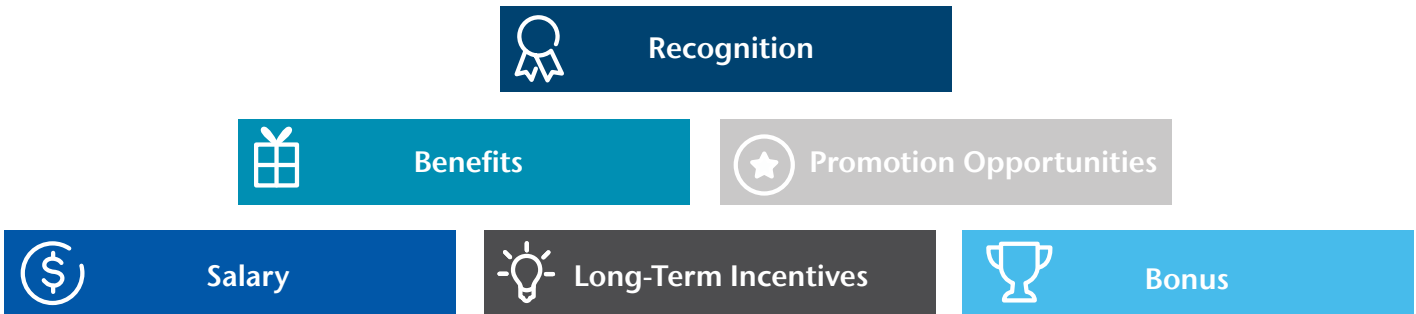 Recognition
Benefits
Promotion Opportunities
Salary
Long-Term Incentives
Bonus